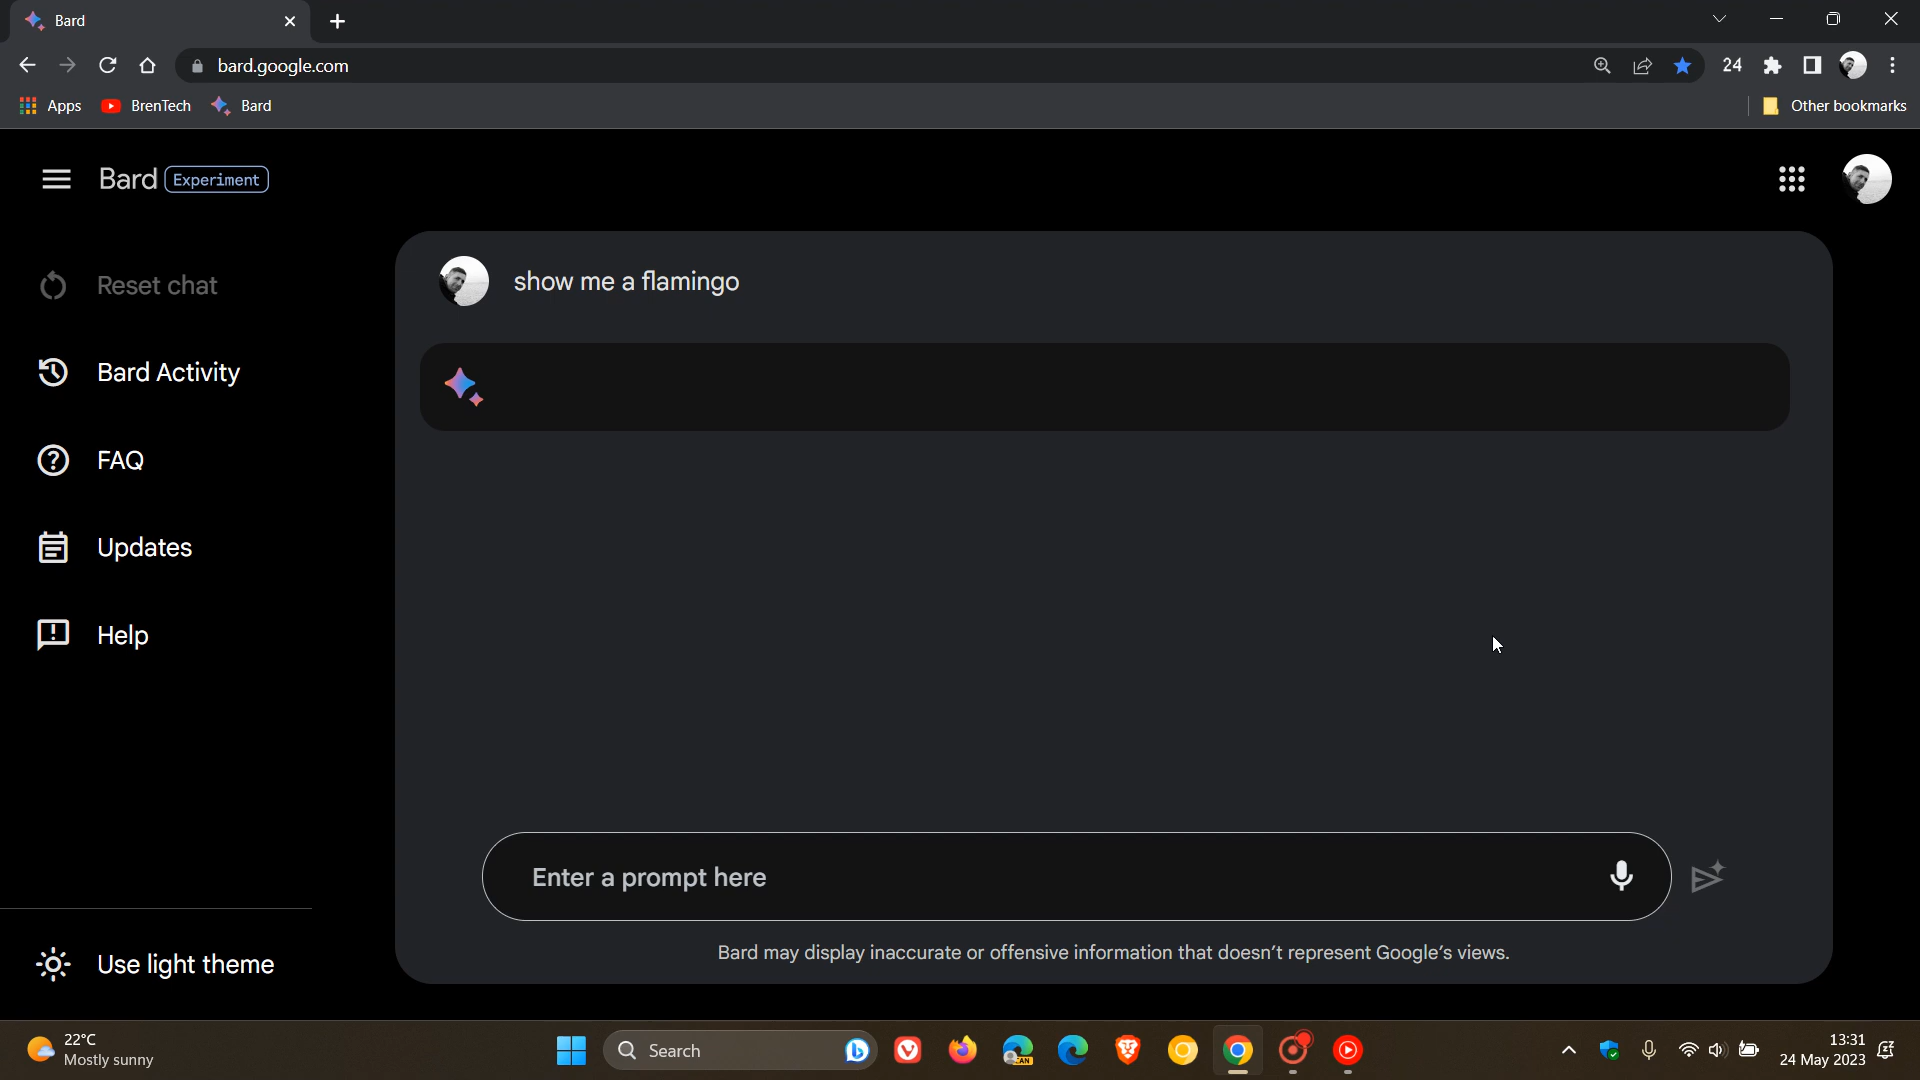 Bard
bard.google.com
24
Apps
BrenTech
Bard
Other bookmarks
Bard Experiment
show me a flamingo
Reset chat
Bard Activity
FAQ
Updates
Help
Enter a prompt here
Bard may display inaccurate or offensive information that doesn't represent Google's views.
Use light theme
22°C
Mostly sunny
Search
CAN
13:31
24 May 2023